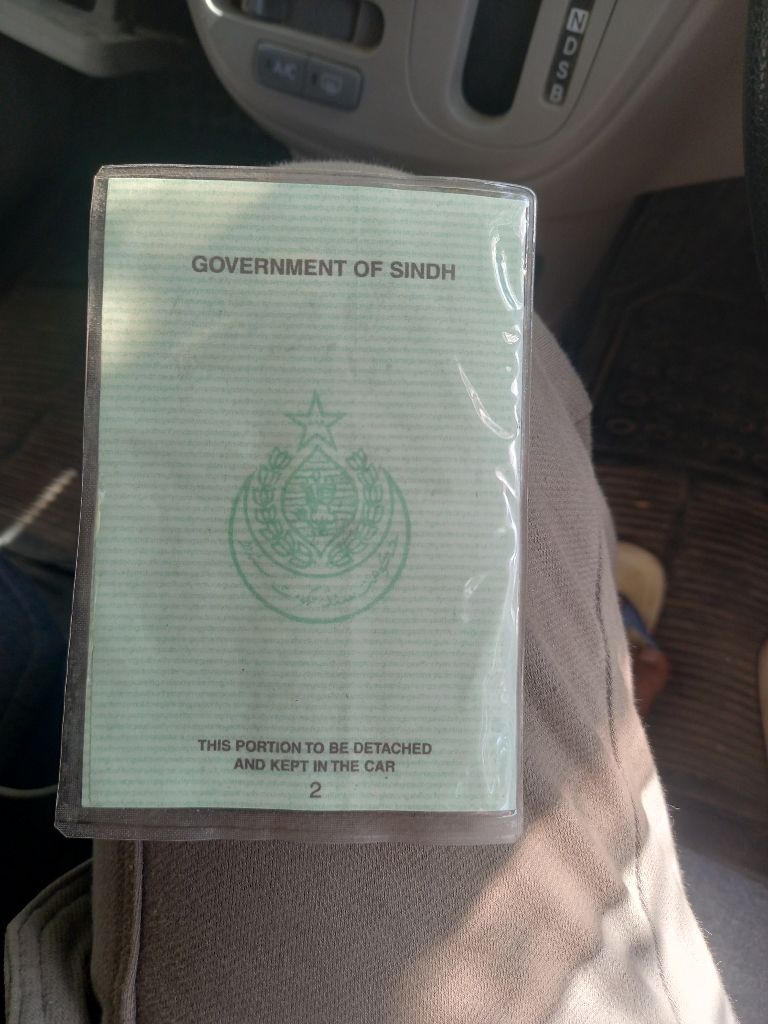 A/C
N
D
S
B
GOVERNMENT OF SINDH
THIS PORTION TO BE DETACHED
AND KEPT IN THE CAR
2